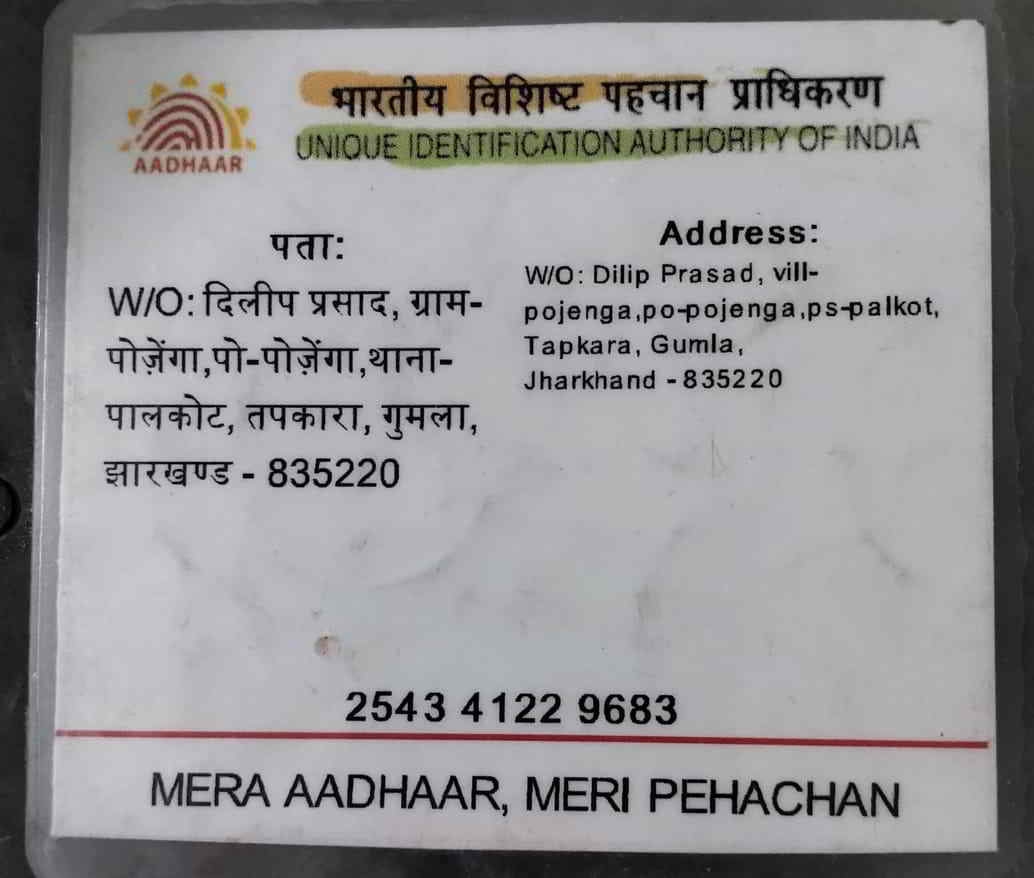 भारतीय विशिष्ट पहचान प्राधिकरण
UNIQUE IDENTIFICATION AUTHORITY OF INDIA
AADHAAR
पता:
W/O: दिलीप प्रसाद, ग्राम-
पोज़ेंगा,पो-पोज़ेंगा,थाना-
पालकोट, तपकारा, गुमला,
झारखण्ड - 835220
Address:
W/O: Dilip Prasad, vill-
pojenga,po-pojenga,ps-palkot,
Tapkara, Gumla,
Jharkhand - 835220
2543 4122 9683
MERA AADHAAR, MERI PEHACHAN